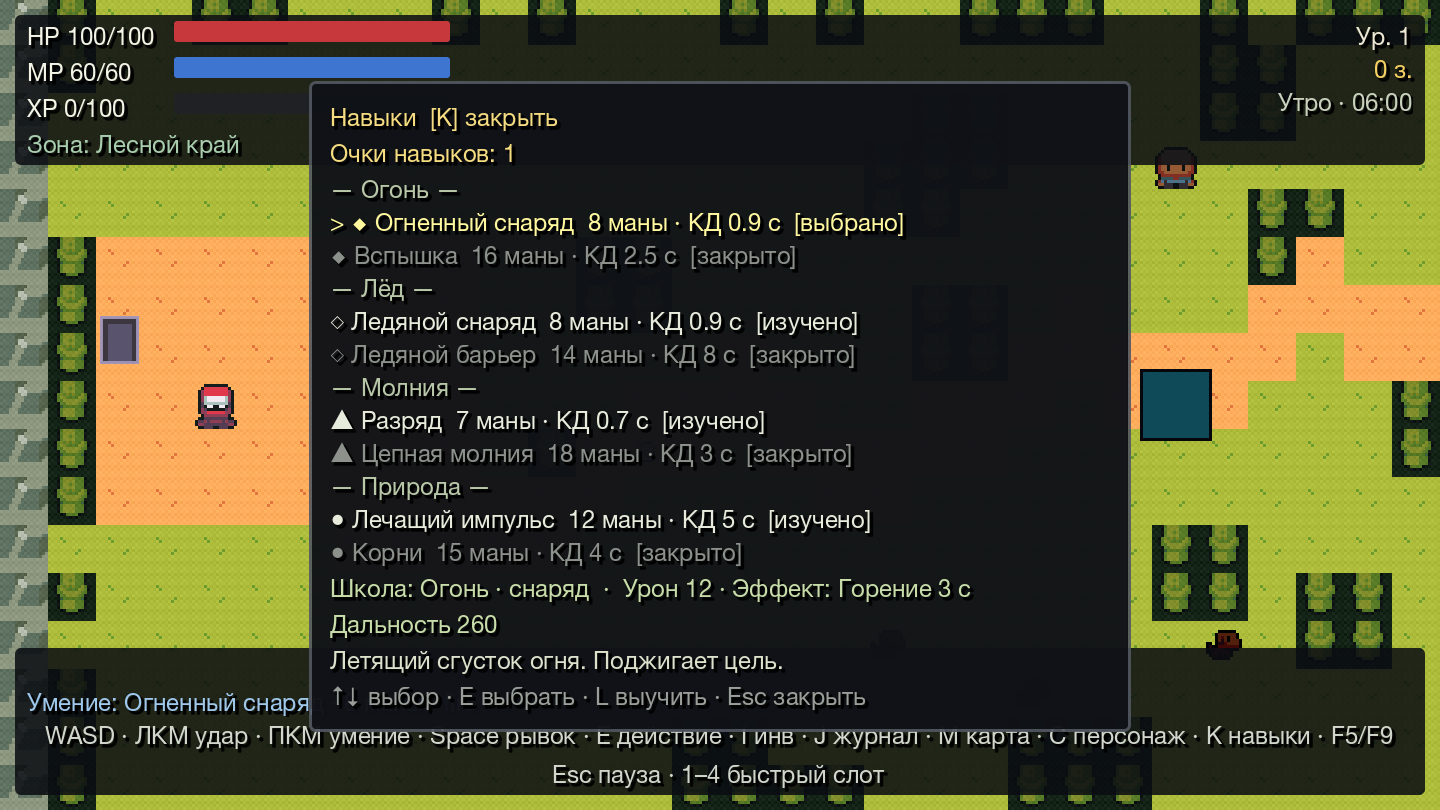 HP 100/100
MP 60/60
XP 0/100
Зона: Лесной край
Ур. 1
0 з.
Утро · 06:00
Навыки [K] закрыть
Очки навыков: 1
— Огонь —
> ◆ Огненный снаряд 8 маны · КД 0.9 с [выбрано]
◆ Вспышка 16 маны · КД 2.5 с [закрыто]
— Лёд —
◇ Ледяной снаряд 8 маны · КД 0.9 с [изучено]
◇ Ледяной барьер 14 маны · КД 8 с [закрыто]
— Молния —
▲ Разряд 7 маны · КД 0.7 с [изучено]
▲ Цепная молния 18 маны · КД 3 с [закрыто]
— Природа —
● Лечащий импульс 12 маны · КД 5 с [изучено]
● Корни 15 маны · КД 4 с [закрыто]
Школа: Огонь · снаряд · Урон 12 · Эффект: Горение 3 с
Дальность 260
Летящий сгусток огня. Поджигает цель.
↑↓ выбор · E выбрать · L выучить · Esc закрыть
Умение: Огненный снаря
WASD · ЛКМ удар · ПКМ умение · Space рывок · E действие · I инв · J журнал · M карта · C персонаж · K навыки · F5/F9
Esc пауза · 1–4 быстрый слот